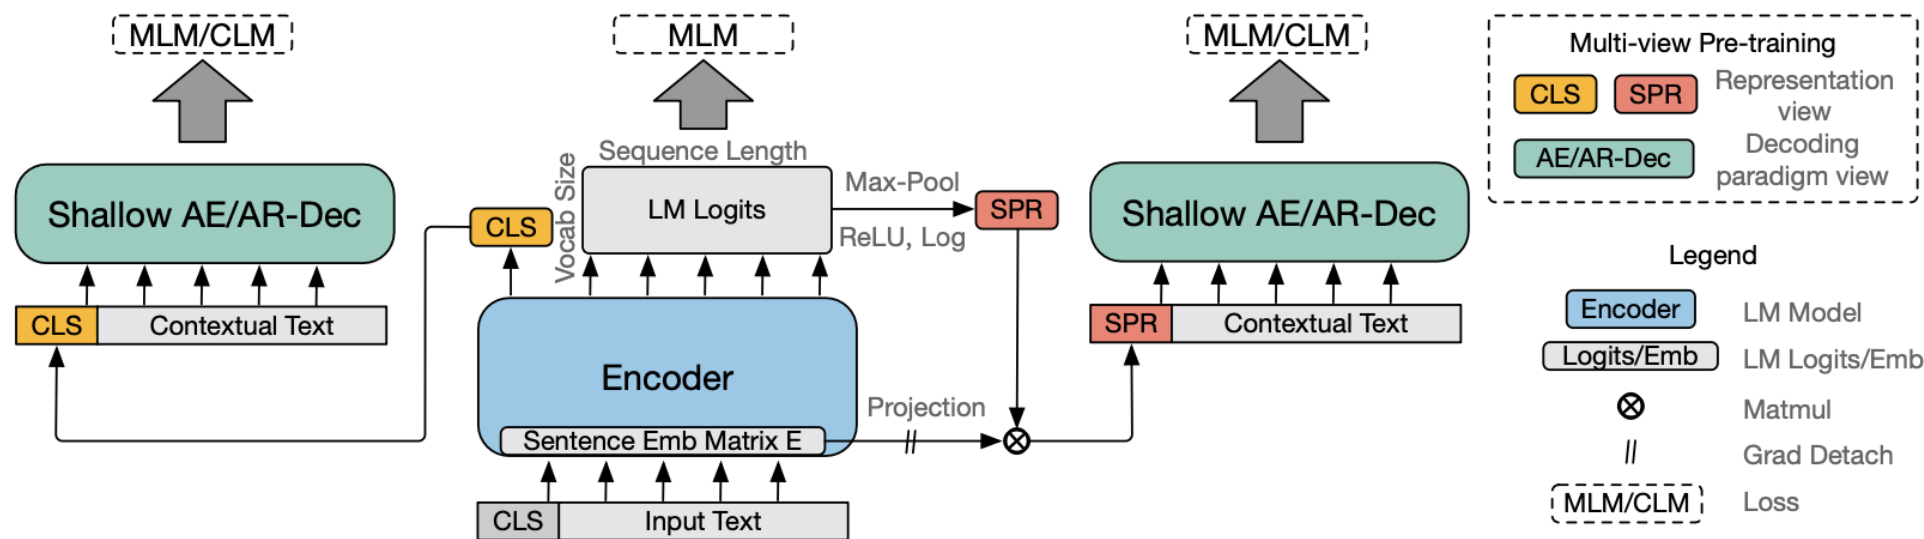 MLM/CLM
MLM
MLM/CLM
Multi-view Pre-training
CLS
SPR
Representation
view
AE/AR-Dec
Decoding
paradigm view
Shallow AE/AR-Dec
CLS
Vocab Size
Sequence Length
LM Logits
Max-Pool
ReLU, Log
SPR
Shallow AE/AR-Dec
CLS
Contextual Text
Encoder
Sentence Emb Matrix E
Projection
SPR
Contextual Text
CLS
Input Text
Legend
Encoder
LM Model
Logits/Emb
LM Logits/Emb
Matmul
//
Grad Detach
MLM/CLM
Loss